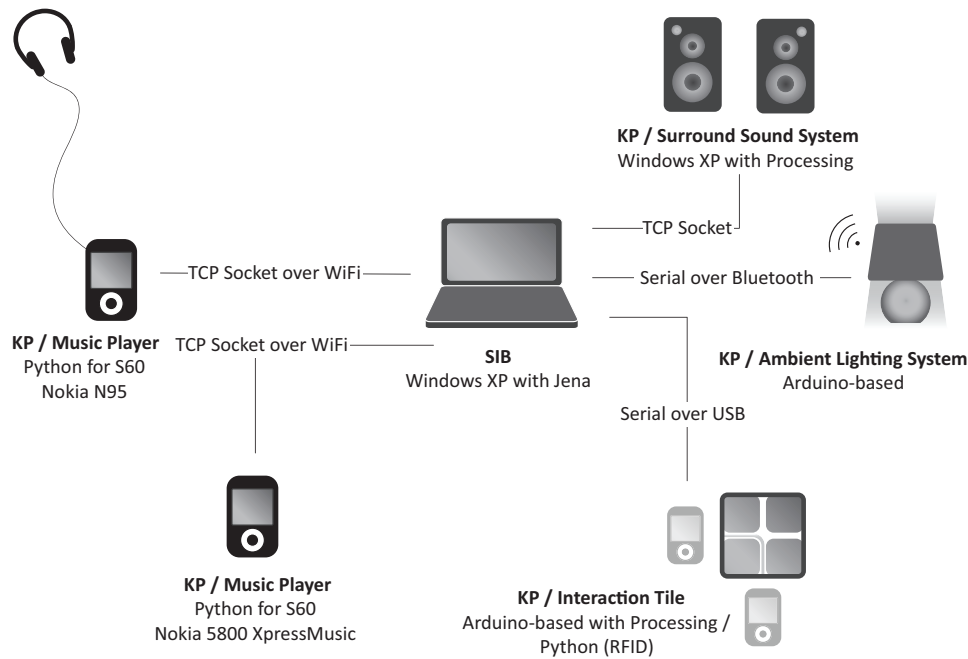 KP / Surround Sound System
Windows XP with Processing
TCP Socket
TCP Socket over WiFi
Serial over Bluetooth
KP / Music Player
Python for S60
Nokia N95
TCP Socket over WiFi
SIB
Windows XP with Jena
KP / Ambient Lighting System
Arduino-based
Serial over USB
KP / Music Player
Python for S60
Nokia 5800 XpressMusic
KP / Interaction Tile
Arduino-based with Processing /
Python (RFID)